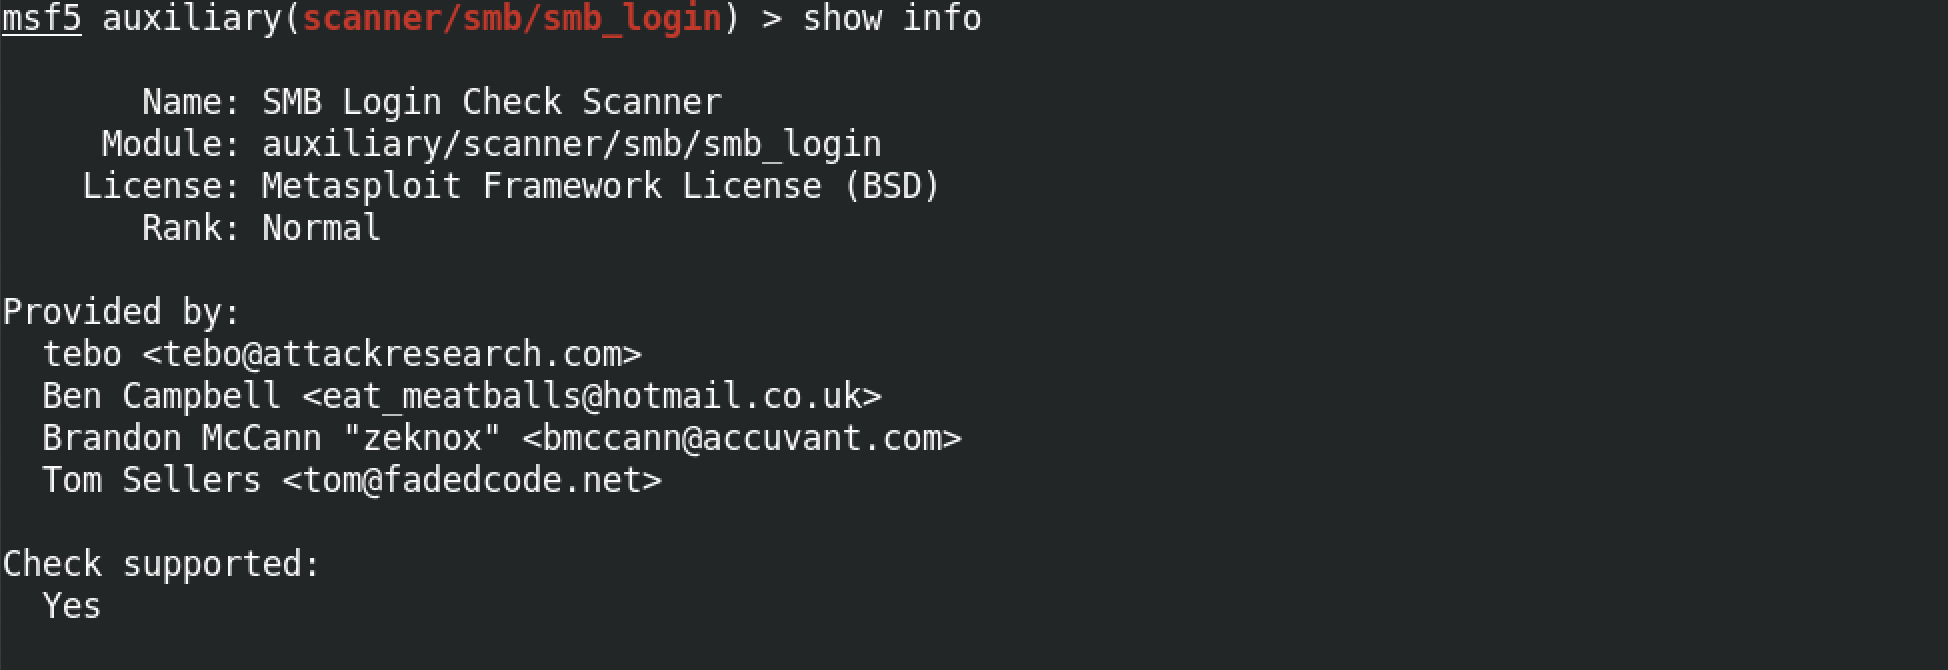 msf5 auxiliary(scanner/smb/smb_login) > show info
Name: SMB Login Check Scanner
Module: auxiliary/scanner/smb/smb_login
License: Metasploit Framework License (BSD)
Rank: Normal
Provided by:
tebo <tebo@attackresearch.com>
Ben Campbell <eat_meatballs@hotmail.co.uk>
Brandon McCann "zeknox" <bmccann@accuvant.com>
Tom Sellers <tom@fadedcode.net>
Check supported:
Yes